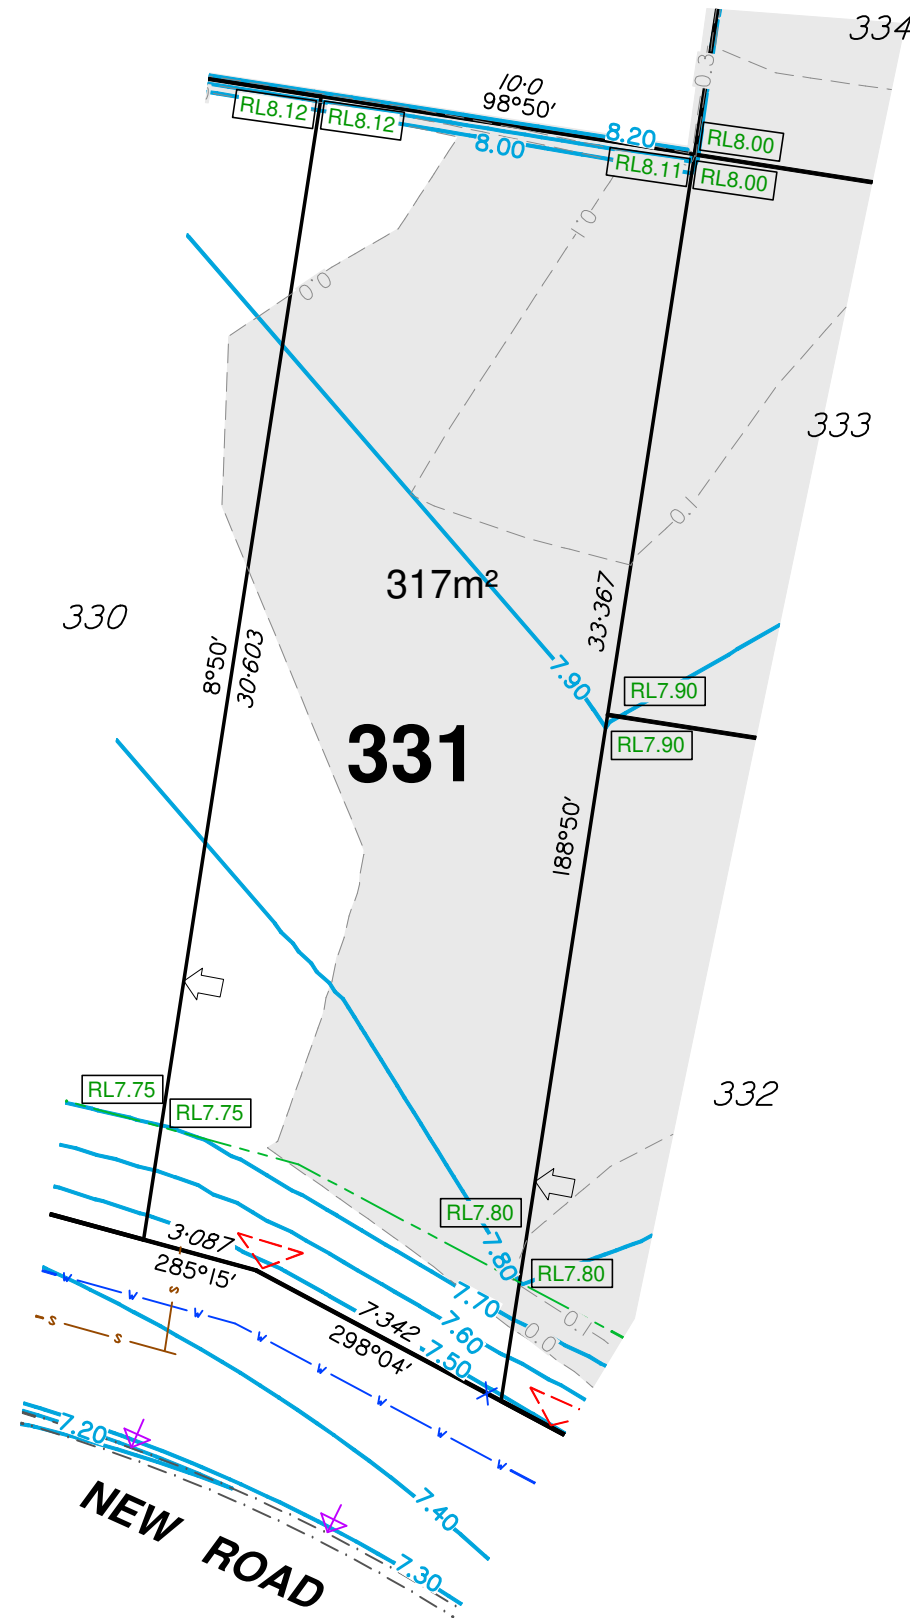 334
0.3
10·0
98°50'
RL8.12
RL8.12
8.20
8.00
RL8.00
RL8.11
RL8.00
0.1
0.0
333
0.1
317m²
33·367
330
8°50'
30·603
7.90
RL7.90
RL7.90
331
188°50'
RL7.75
RL7.75
332
RL7.80
7.80
RL7.80
3·087
285°15'
7.70
0.1
7.60
0.0
7·342
298°04'
7.50
s
w
w
w
s
s
w
w
w
w
w
7.20
7.40
NEW ROAD
7.30